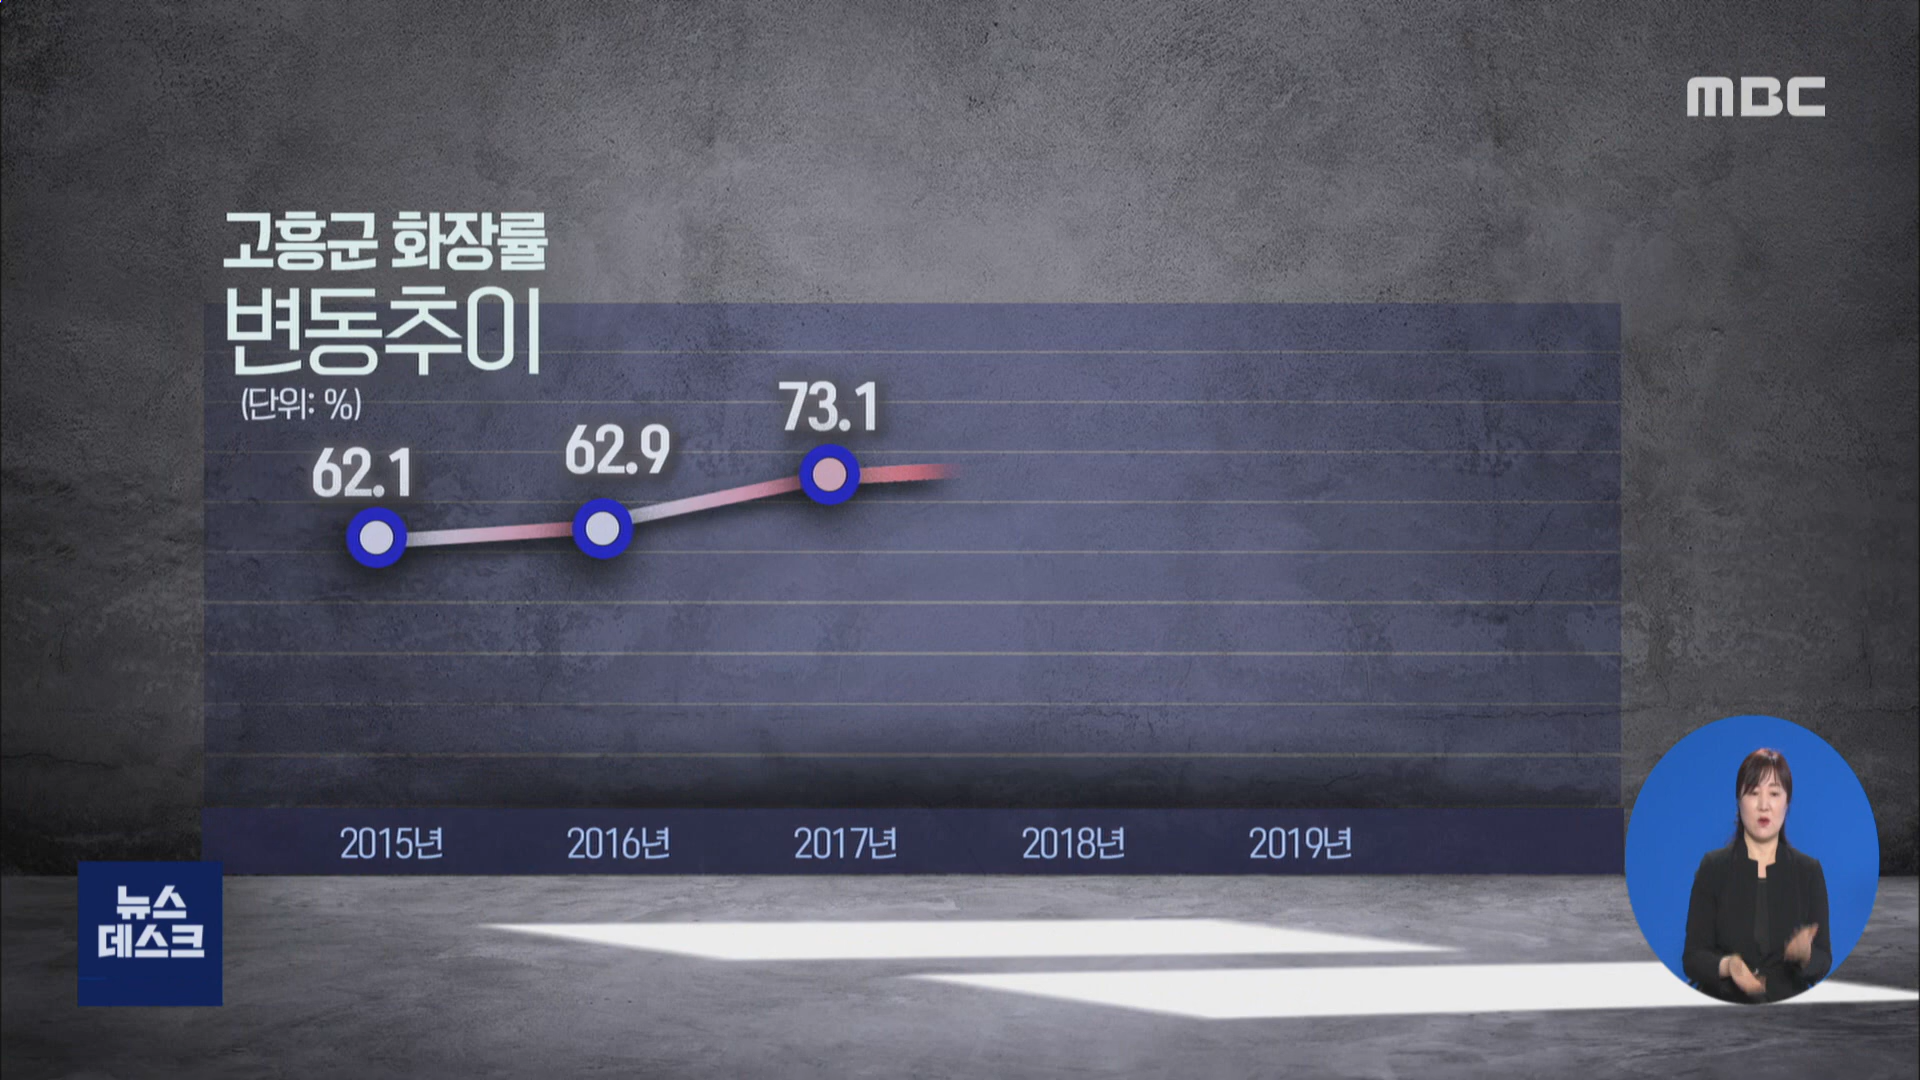 MBC
고흥군 화장률
변동추이
(단위: %)
62.1
62.9
73.1
2015년
2016년
2017년
2018년
2019년
뉴스
데스크